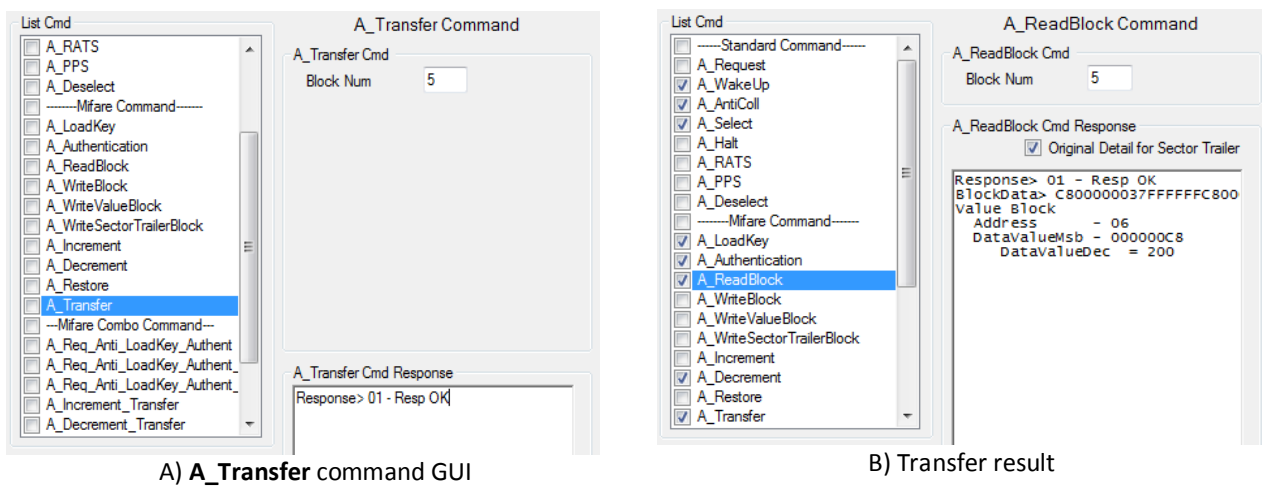 List Cmd
A_RATS
A_PPS
A_Deselect
--------Mifare Command-------
A_LoadKey
A_Authentication
A_ReadBlock
A_WriteBlock
A_WriteValueBlock
A_WriteSectorTrailerBlock
A_Increment
A_Decrement
A_Restore
A_Transfer
---Mifare Combo Command---
A_Req_Anti_LoadKey_Authent
A_Req_Anti_LoadKey_Authent_
A_Req_Anti_LoadKey_Authent_
A_Increment_Transfer
A_Decrement_Transfer
A_Transfer Command
A_Transfer Cmd
Block Num 5
A_Transfer Cmd Response
Response> 01 - Resp OK
A) A_Transfer command GUI
List Cmd
------Standard Command------
A_Request
A_WakeUp
A_AntiColl
A_Select
A_Halt
A_RATS
A_PPS
A_Deselect
--------Mifare Command-------
A_LoadKey
A_Authentication
A_ReadBlock
A_WriteBlock
A_WriteValueBlock
A_WriteSectorTrailerBlock
A_Increment
A_Decrement
A_Restore
A_Transfer
A_ReadBlock Command
A_ReadBlock Cmd
Block Num 5
A_ReadBlock Cmd Response
Original Detail for Sector Trailer
Response> 01 - Resp OK
BlockData> C800000037FFFFFFC800
Value Block
Address - 06
DataValueMsb - 000000C8
DataValueDec = 200
B) Transfer result